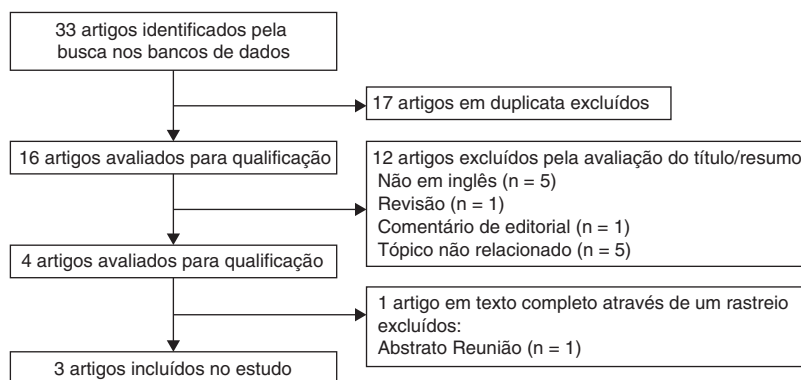 33 artigos identificados pela
busca nos bancos de dados
17 artigos em duplicata excluídos
16 artigos avaliados para qualificação
12 artigos excluídos pela avaliação do título/resumo
Não em inglês (n = 5)
Revisão (n = 1)
Comentário de editorial (n = 1)
Tópico não relacionado (n = 5)
4 artigos avaliados para qualificação
1 artigo em texto completo através de um rastreio
excluídos:
Abstrato Reunião (n = 1)
3 artigos incluídos no estudo